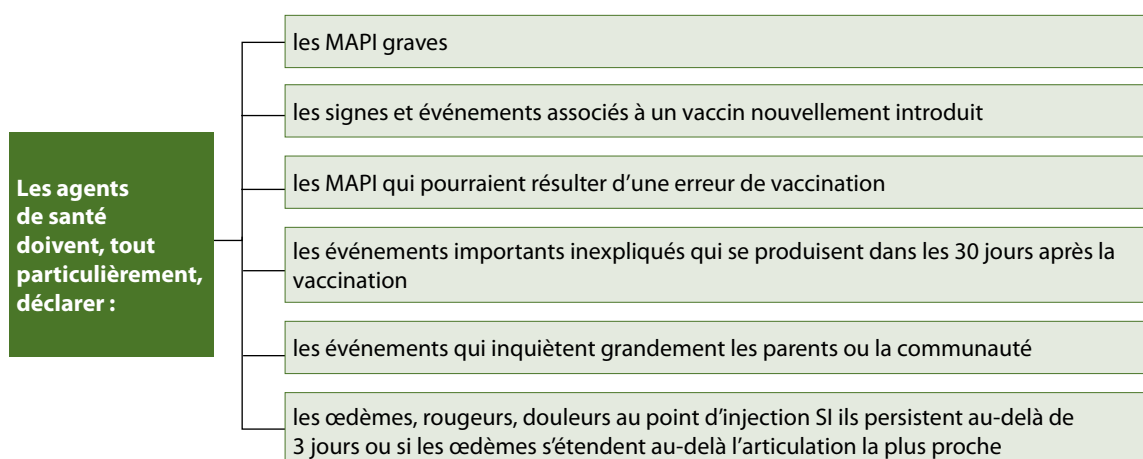 Les agents
de santé
doivent, tout
particulièrement,
déclarer :
les MAPI graves
les signes et événements associés à un vaccin nouvellement introduit
les MAPI qui pourraient résulter d’une erreur de vaccination
les événements importants inexpliqués qui se produisent dans les 30 jours après la
vaccination
les événements qui inquiètent grandement les parents ou la communauté
les œdèmes, rougeurs, douleurs au point d’injection SI ils persistent au-delà de
3 jours ou si les œdèmes s’étendent au-delà l’articulation la plus proche